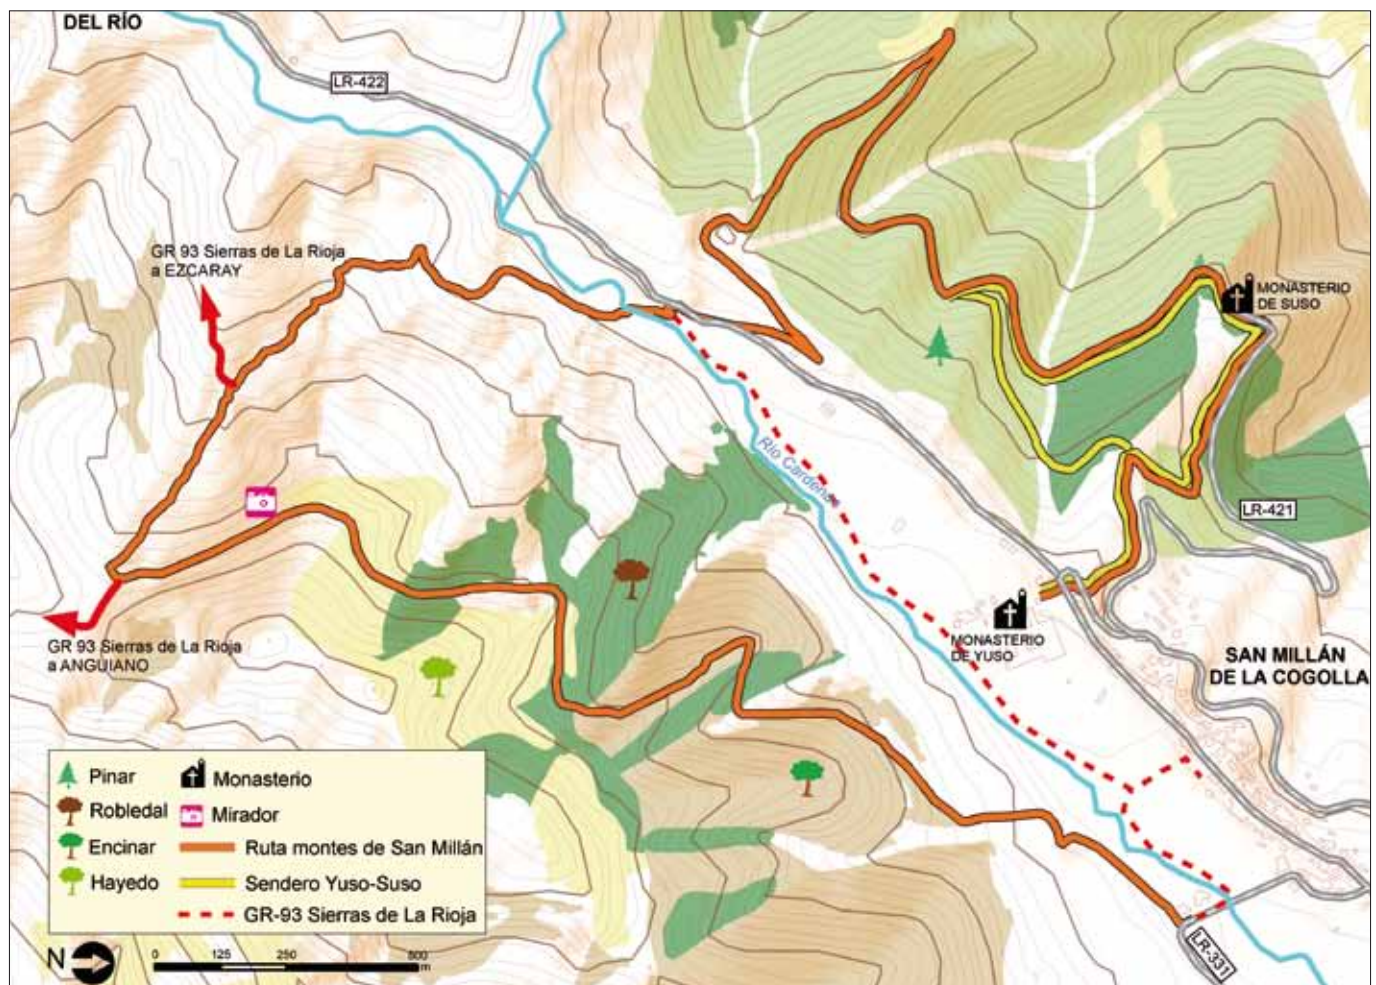 DEL RÍO
LR-422
GR 93 Sierras de La Rioja
a EZCARAY
MONASTERIO
DE SUSO
Río Cárdenas
LR-421
MONASTERIO
DE YUSO
GR 93 Sierras de La Rioja
a ANGUIANO
SAN MILLÁN
DE LA COGOLLA
Pinar
Monasterio
Robledal
Mirador
Encinar
Ruta montes de San Millán
Hayedo
Sendero Yuso-Suso
GR-93 Sierras de La Rioja
N
0 125 250 500
m
LR-331